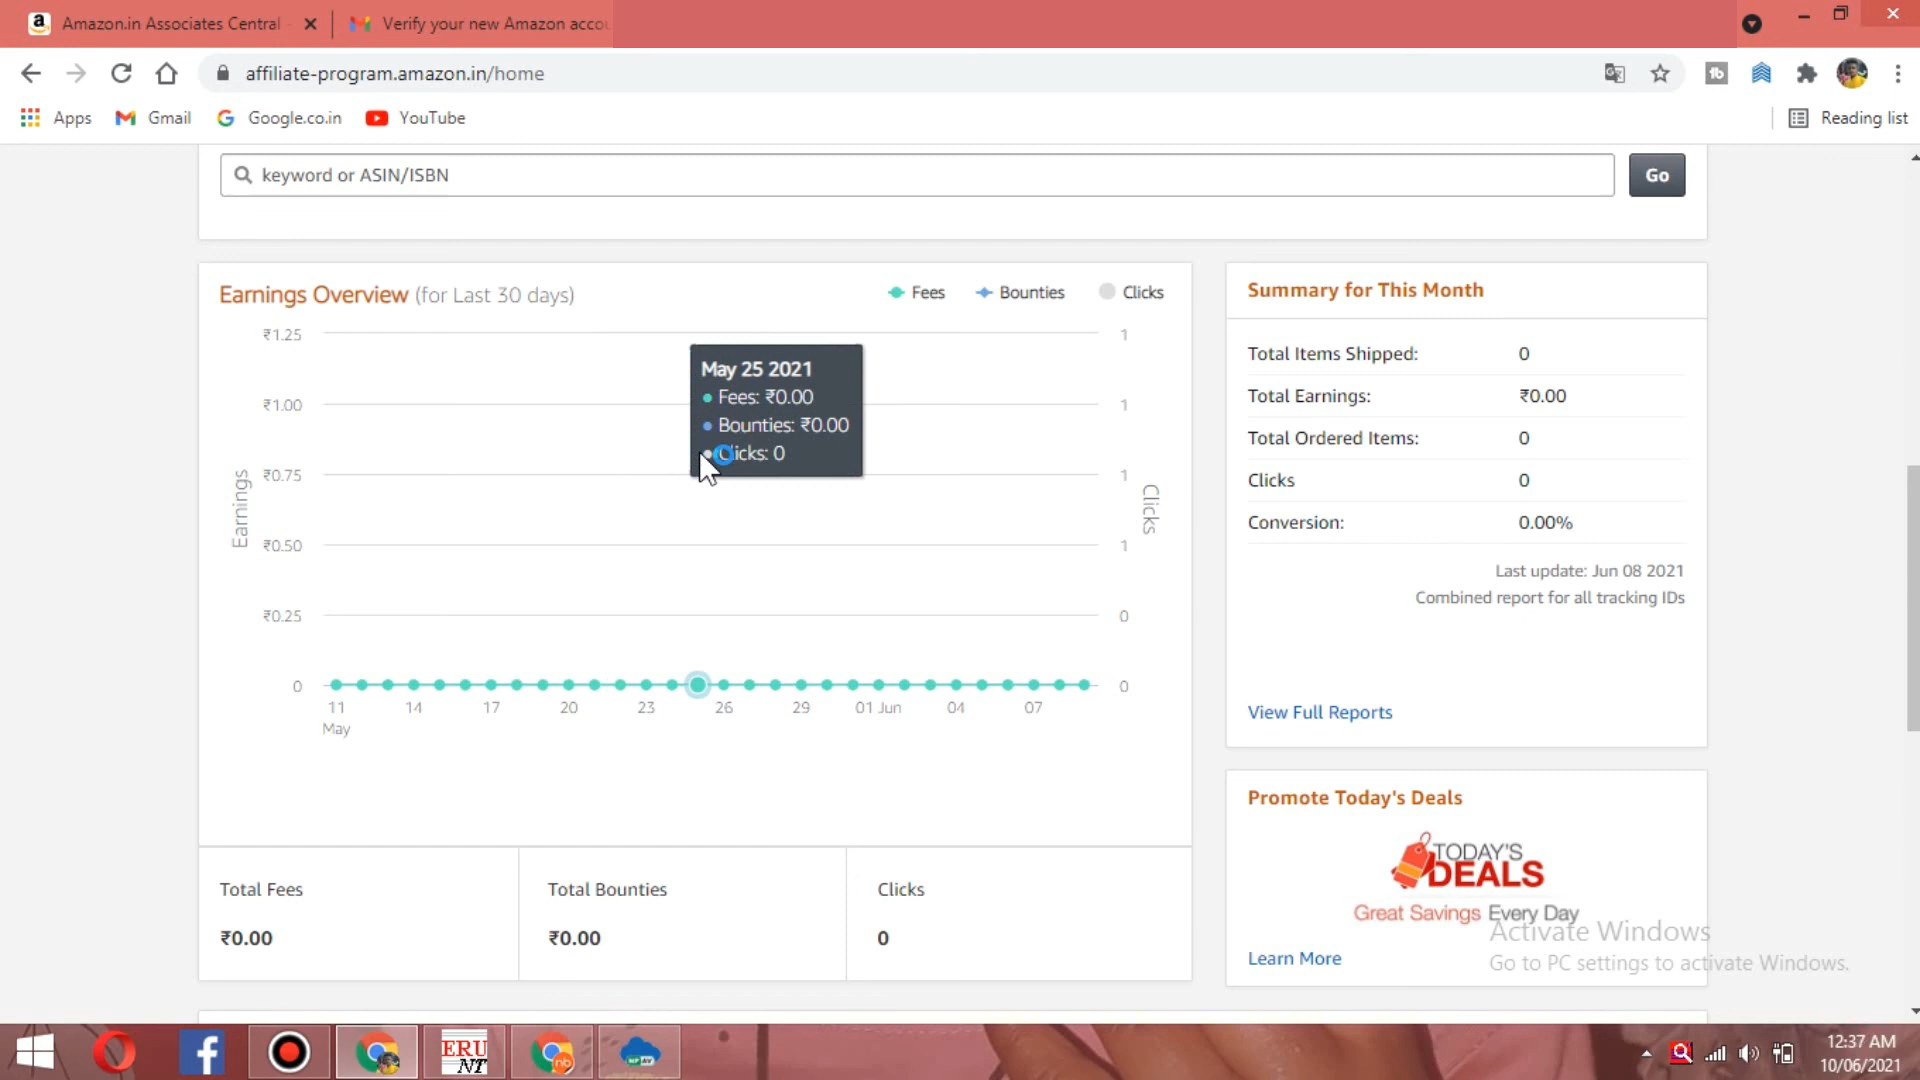 Amazon.in Associates Central
Verify your new Amazon accou
affiliate-program.amazon.in/home
Apps
Gmail
Google.co.in
YouTube
Reading list
keyword or ASIN/ISBN
Go
Earnings Overview (for Last 30 days)
Fees
Bounties
Clicks
₹1.25
₹1.00
₹0.75
₹0.50
₹0.25
0
Earnings
1
1
1
1
0
0
Clicks
May 25 2021
Fees: ₹0.00
Bounties: ₹0.00
Clicks: 0
11 14 17 20 23 26 29 01 Jun 04 07
May
Total Fees
₹0.00
Total Bounties
₹0.00
Clicks
0
Summary for This Month
Total Items Shipped: 0
Total Earnings: ₹0.00
Total Ordered Items: 0
Clicks 0
Conversion: 0.00%
Last update: Jun 08 2021
Combined report for all tracking IDs
View Full Reports
Promote Today's Deals
TODAY'S
DEALS
Great Savings Every Day
Learn More
Activate Windows
Go to PC settings to activate Windows.
ERU
NT
12:37 AM
10/06/2021